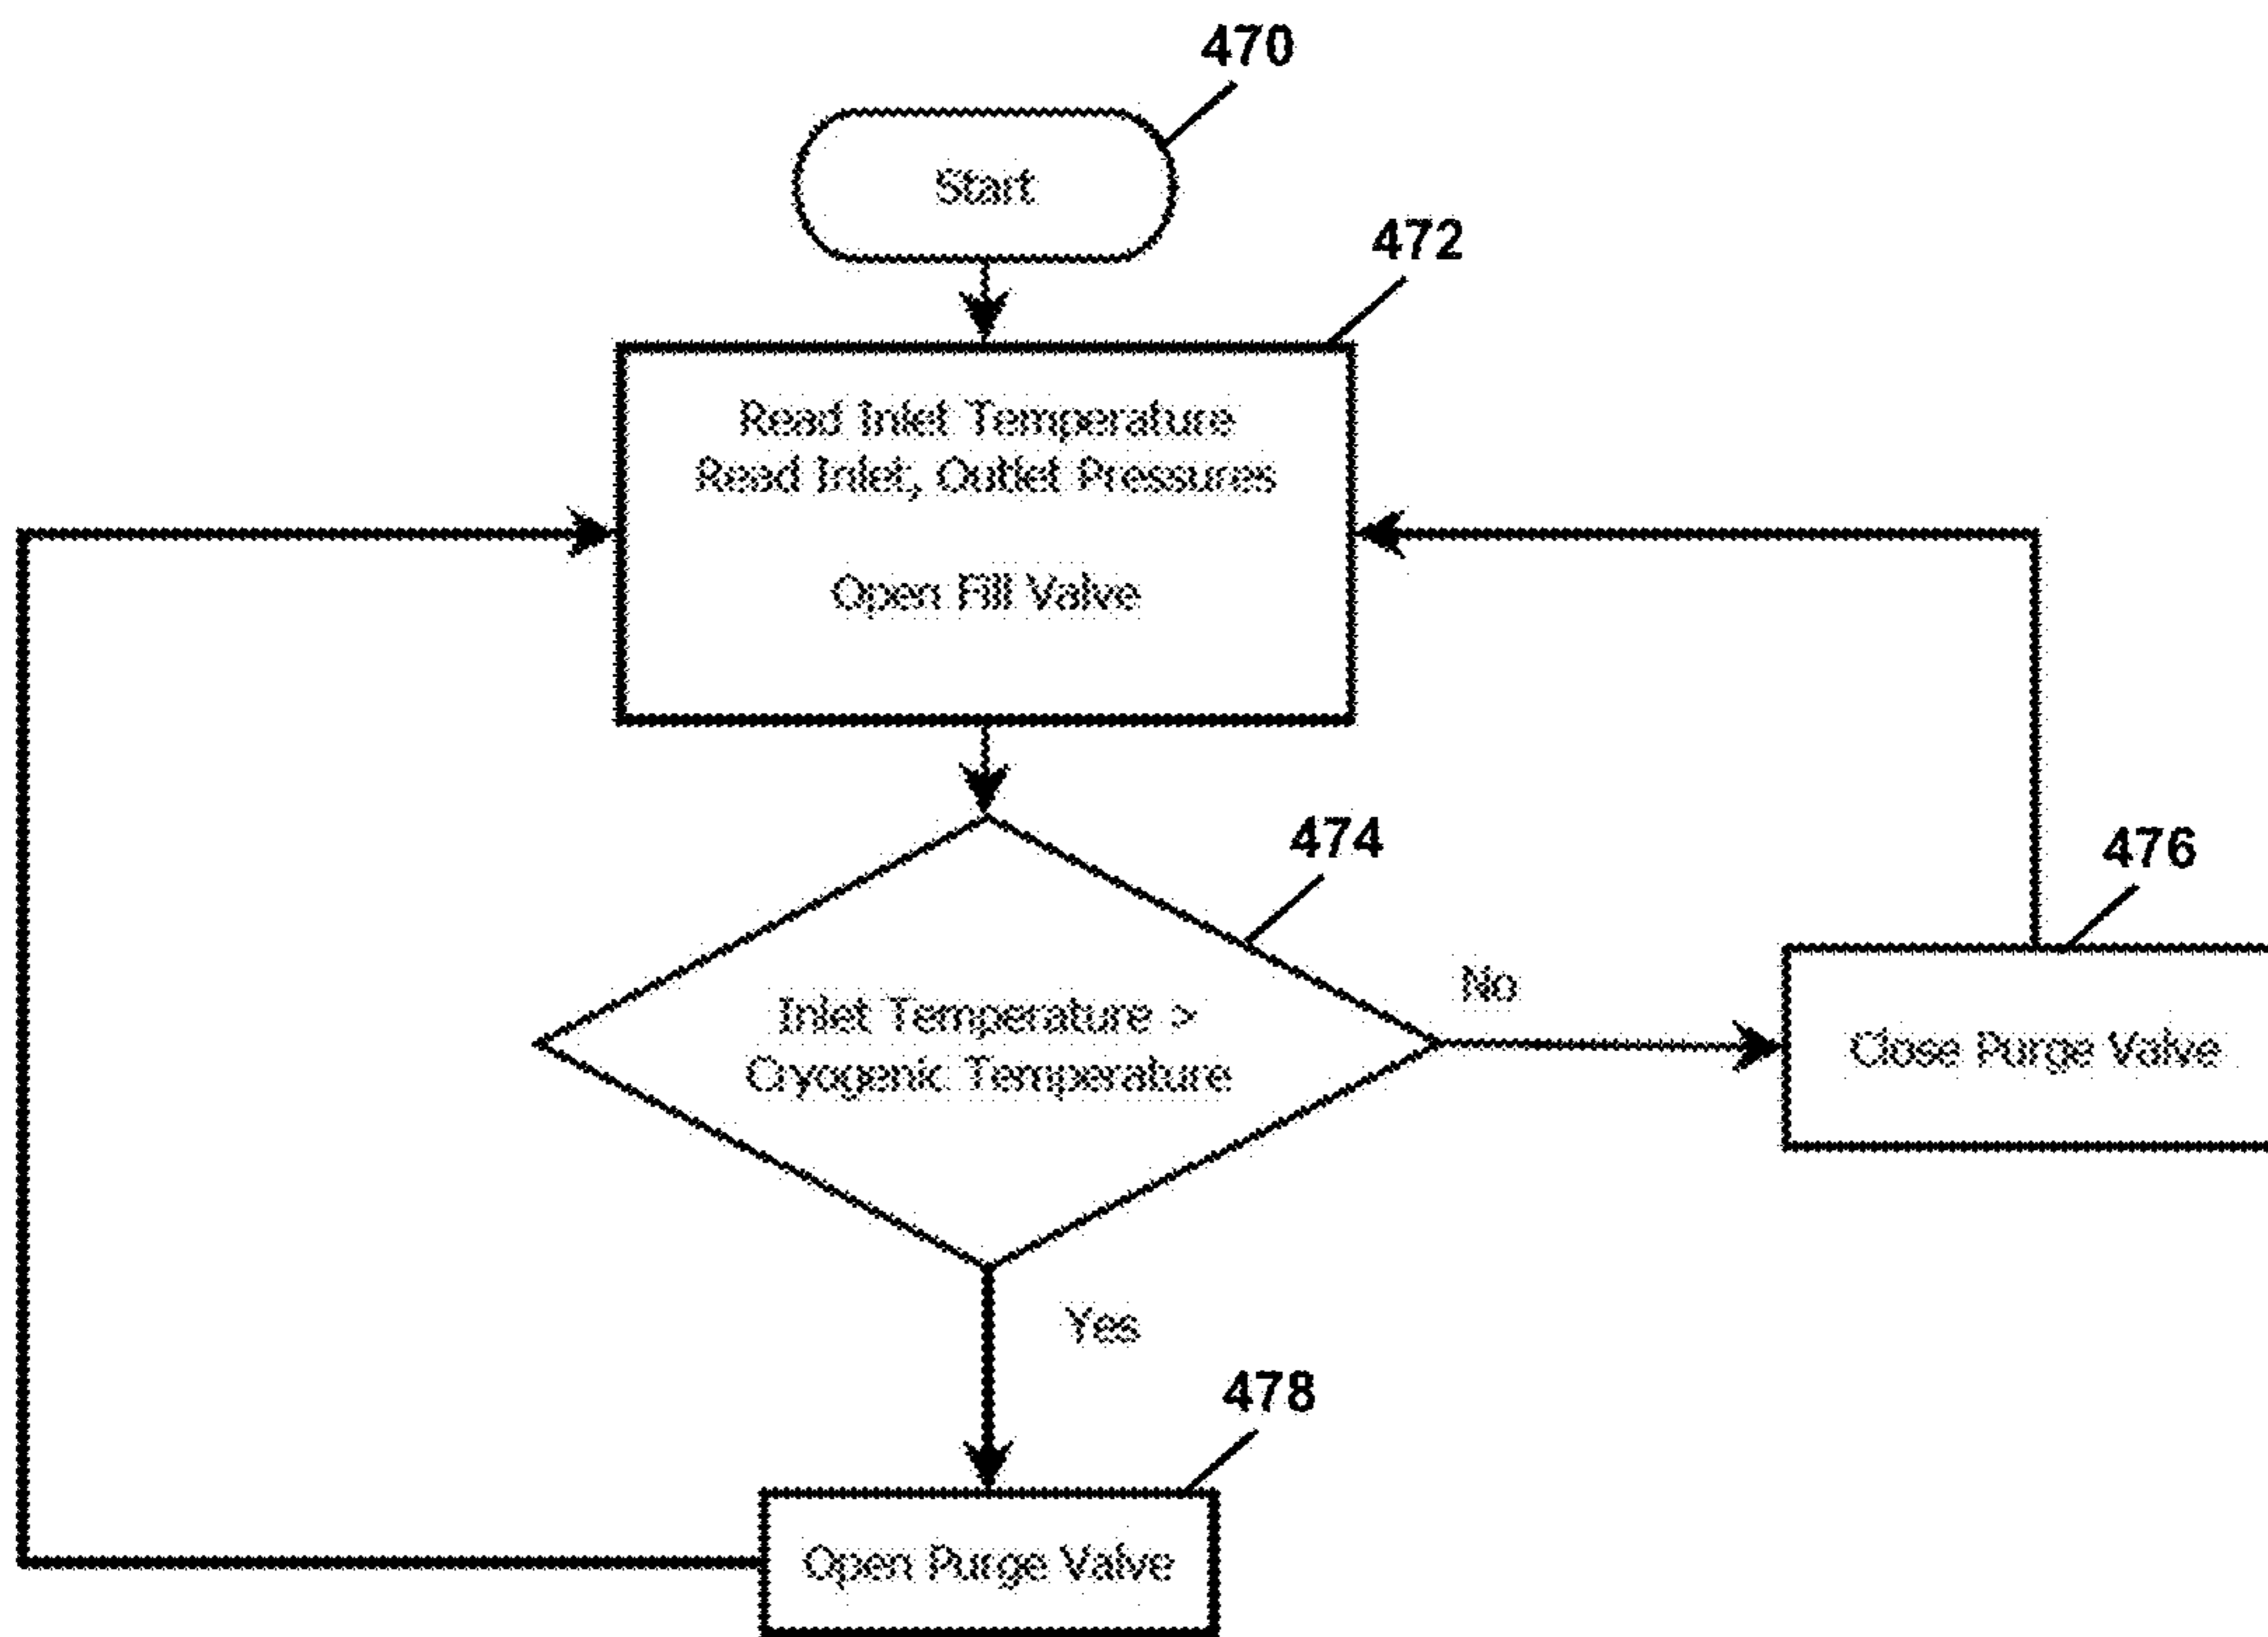 470
Start
472
Read Inlet Temperature
Read Inlet, Outlet Pressures
Open Fill Valve
474
Inlet Temperature >
Cryogenic Temperature
No
476
Close Purge Valve
Yes
478
Open Purge Valve